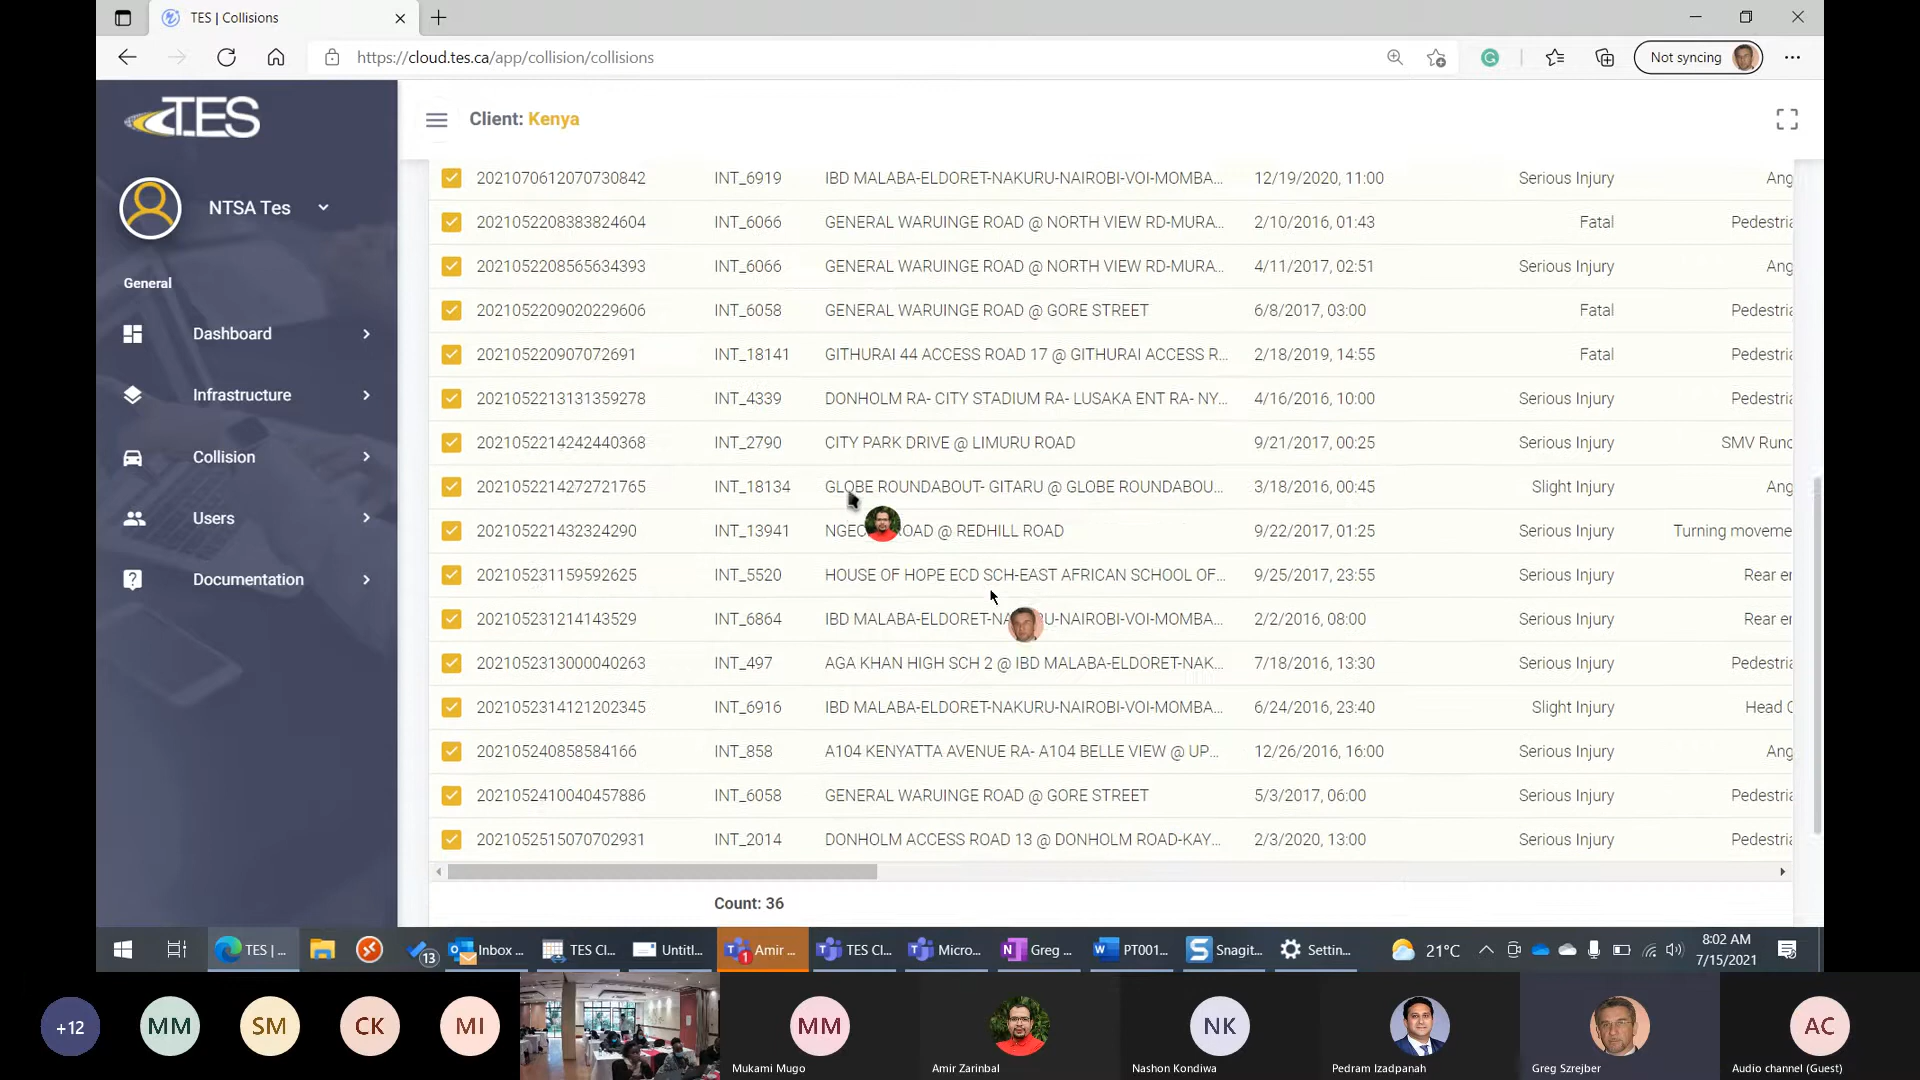 TES | Collisions
https://cloud.tes.ca/app/collision/collisions
Not syncing
TES
Client: Kenya
NTSA Tes
General
Dashboard
Infrastructure
Collision
Users
Documentation
2021070612070730842 INT_6919 IBD MALABA-ELDORET-NAKURU-NAIROBI-VOI-MOMBA... 12/19/2020, 11:00 Serious Injury Ang
2021052208383824604 INT_6066 GENERAL WARUINGE ROAD @ NORTH VIEW RD-MURA... 2/10/2016, 01:43 Fatal Pedestria
2021052208565634393 INT_6066 GENERAL WARUINGE ROAD @ NORTH VIEW RD-MURA... 4/11/2017, 02:51 Serious Injury Ang
2021052209020229606 INT_6058 GENERAL WARUINGE ROAD @ GORE STREET 6/8/2017, 03:00 Fatal Pedestria
202105220907072691 INT_18141 GITHURAI 44 ACCESS ROAD 17 @ GITHURAI ACCESS R... 2/18/2019, 14:55 Fatal Pedestria
2021052213131359278 INT_4339 DONHOLM RA- CITY STADIUM RA- LUSAKA ENT RA- NY... 4/16/2016, 10:00 Serious Injury Pedestria
2021052214242440368 INT_2790 CITY PARK DRIVE @ LIMURU ROAD 9/21/2017, 00:25 Serious Injury SMV Runo
2021052214272721765 INT_18134 GLOBE ROUNDABOUT- GITARU @ GLOBE ROUNDABOU... 3/18/2016, 00:45 Slight Injury Ang
202105221432324290 INT_13941 @ REDHILL ROAD 9/22/2017, 01:25 Serious Injury Turning moveme
202105231159592625 INT_5520 HOUSE OF HOPE ECD SCH-EAST AFRICAN SCHOOL OF... 9/25/2017, 23:55 Serious Injury Rear en
202105231214143529 INT_6864 IBD MALABA-ELDORET-NAKURU-NAIROBI-VOI-MOMBA... 2/2/2016, 08:00 Serious Injury Rear en
2021052313000040263 INT_497 AGA KHAN HIGH SCH 2 @ IBD MALABA-ELDORET-NAK... 7/18/2016, 13:30 Serious Injury Pedestria
2021052314121202345 INT_6916 IBD MALABA-ELDORET-NAKURU-NAIROBI-VOI-MOMBA... 6/24/2016, 23:40 Slight Injury Head O
202105240858584166 INT_858 A104 KENYATTA AVENUE RA- A104 BELLE VIEW @ UP... 12/26/2016, 16:00 Serious Injury Ang
2021052410040457886 INT_6058 GENERAL WARUINGE ROAD @ GORE STREET 5/3/2017, 06:00 Serious Injury Pedestria
2021052515070702931 INT_2014 DONHOLM ACCESS ROAD 13 @ DONHOLM ROAD-KAY... 2/3/2020, 13:00 Serious Injury Pedestria
Count: 36
TES | ... 13 Inbox ... TES Cl... Untitl... 1 Amir ... TES Cl... Micro... Greg ... PT001... Snagit... Settin... 21°C 8:02 AM
7/15/2021
+12 MM SM CK MI MM NK AC
Mukami Mugo Amir Zarinbal Nashon Kondiwa Pedram Izadpanah Greg Szrejber Audio channel (Guest)